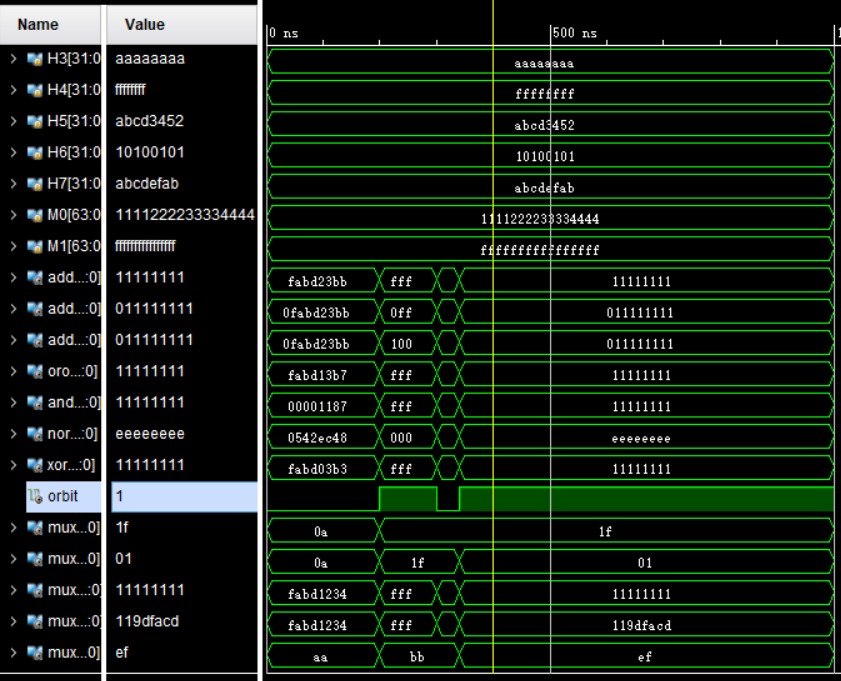 Name Value 0 ns 500 ns 1
H3[31:0 aaaaaaaa aaaaaaaa
H4[31:0 ffffffff ffffffff
H5[31:0 abcd3452 abcd3452
H6[31:0 10100101 10100101
H7[31:0 abcdefab abcdefab
M0[63:0 1111222233334444 1111222233334444
M1[63:0 ffffffffffffffff ffffffffffffffff
add...:0] 11111111 fabd23bb fff 11111111
add...:0] 011111111 0fabd23bb 0ff 011111111
add...:0] 011111111 0fabd23bb 100 011111111
oro...:0] 11111111 fabd13b7 fff 11111111
and...:0] 11111111 00001187 fff 11111111
nor...:0] eeeeeeee 0542ec48 000 eeeeeeee
xor...:0] 11111111 fabd03b3 fff 11111111
orbit 1
mux...0] 1f 0a 1f
mux...0] 01 0a 1f 01
mux...:0] 11111111 fabd1234 fff 11111111
mux...:0] 119dfacd fabd1234 fff 119dfacd
mux...0] ef aa bb ef